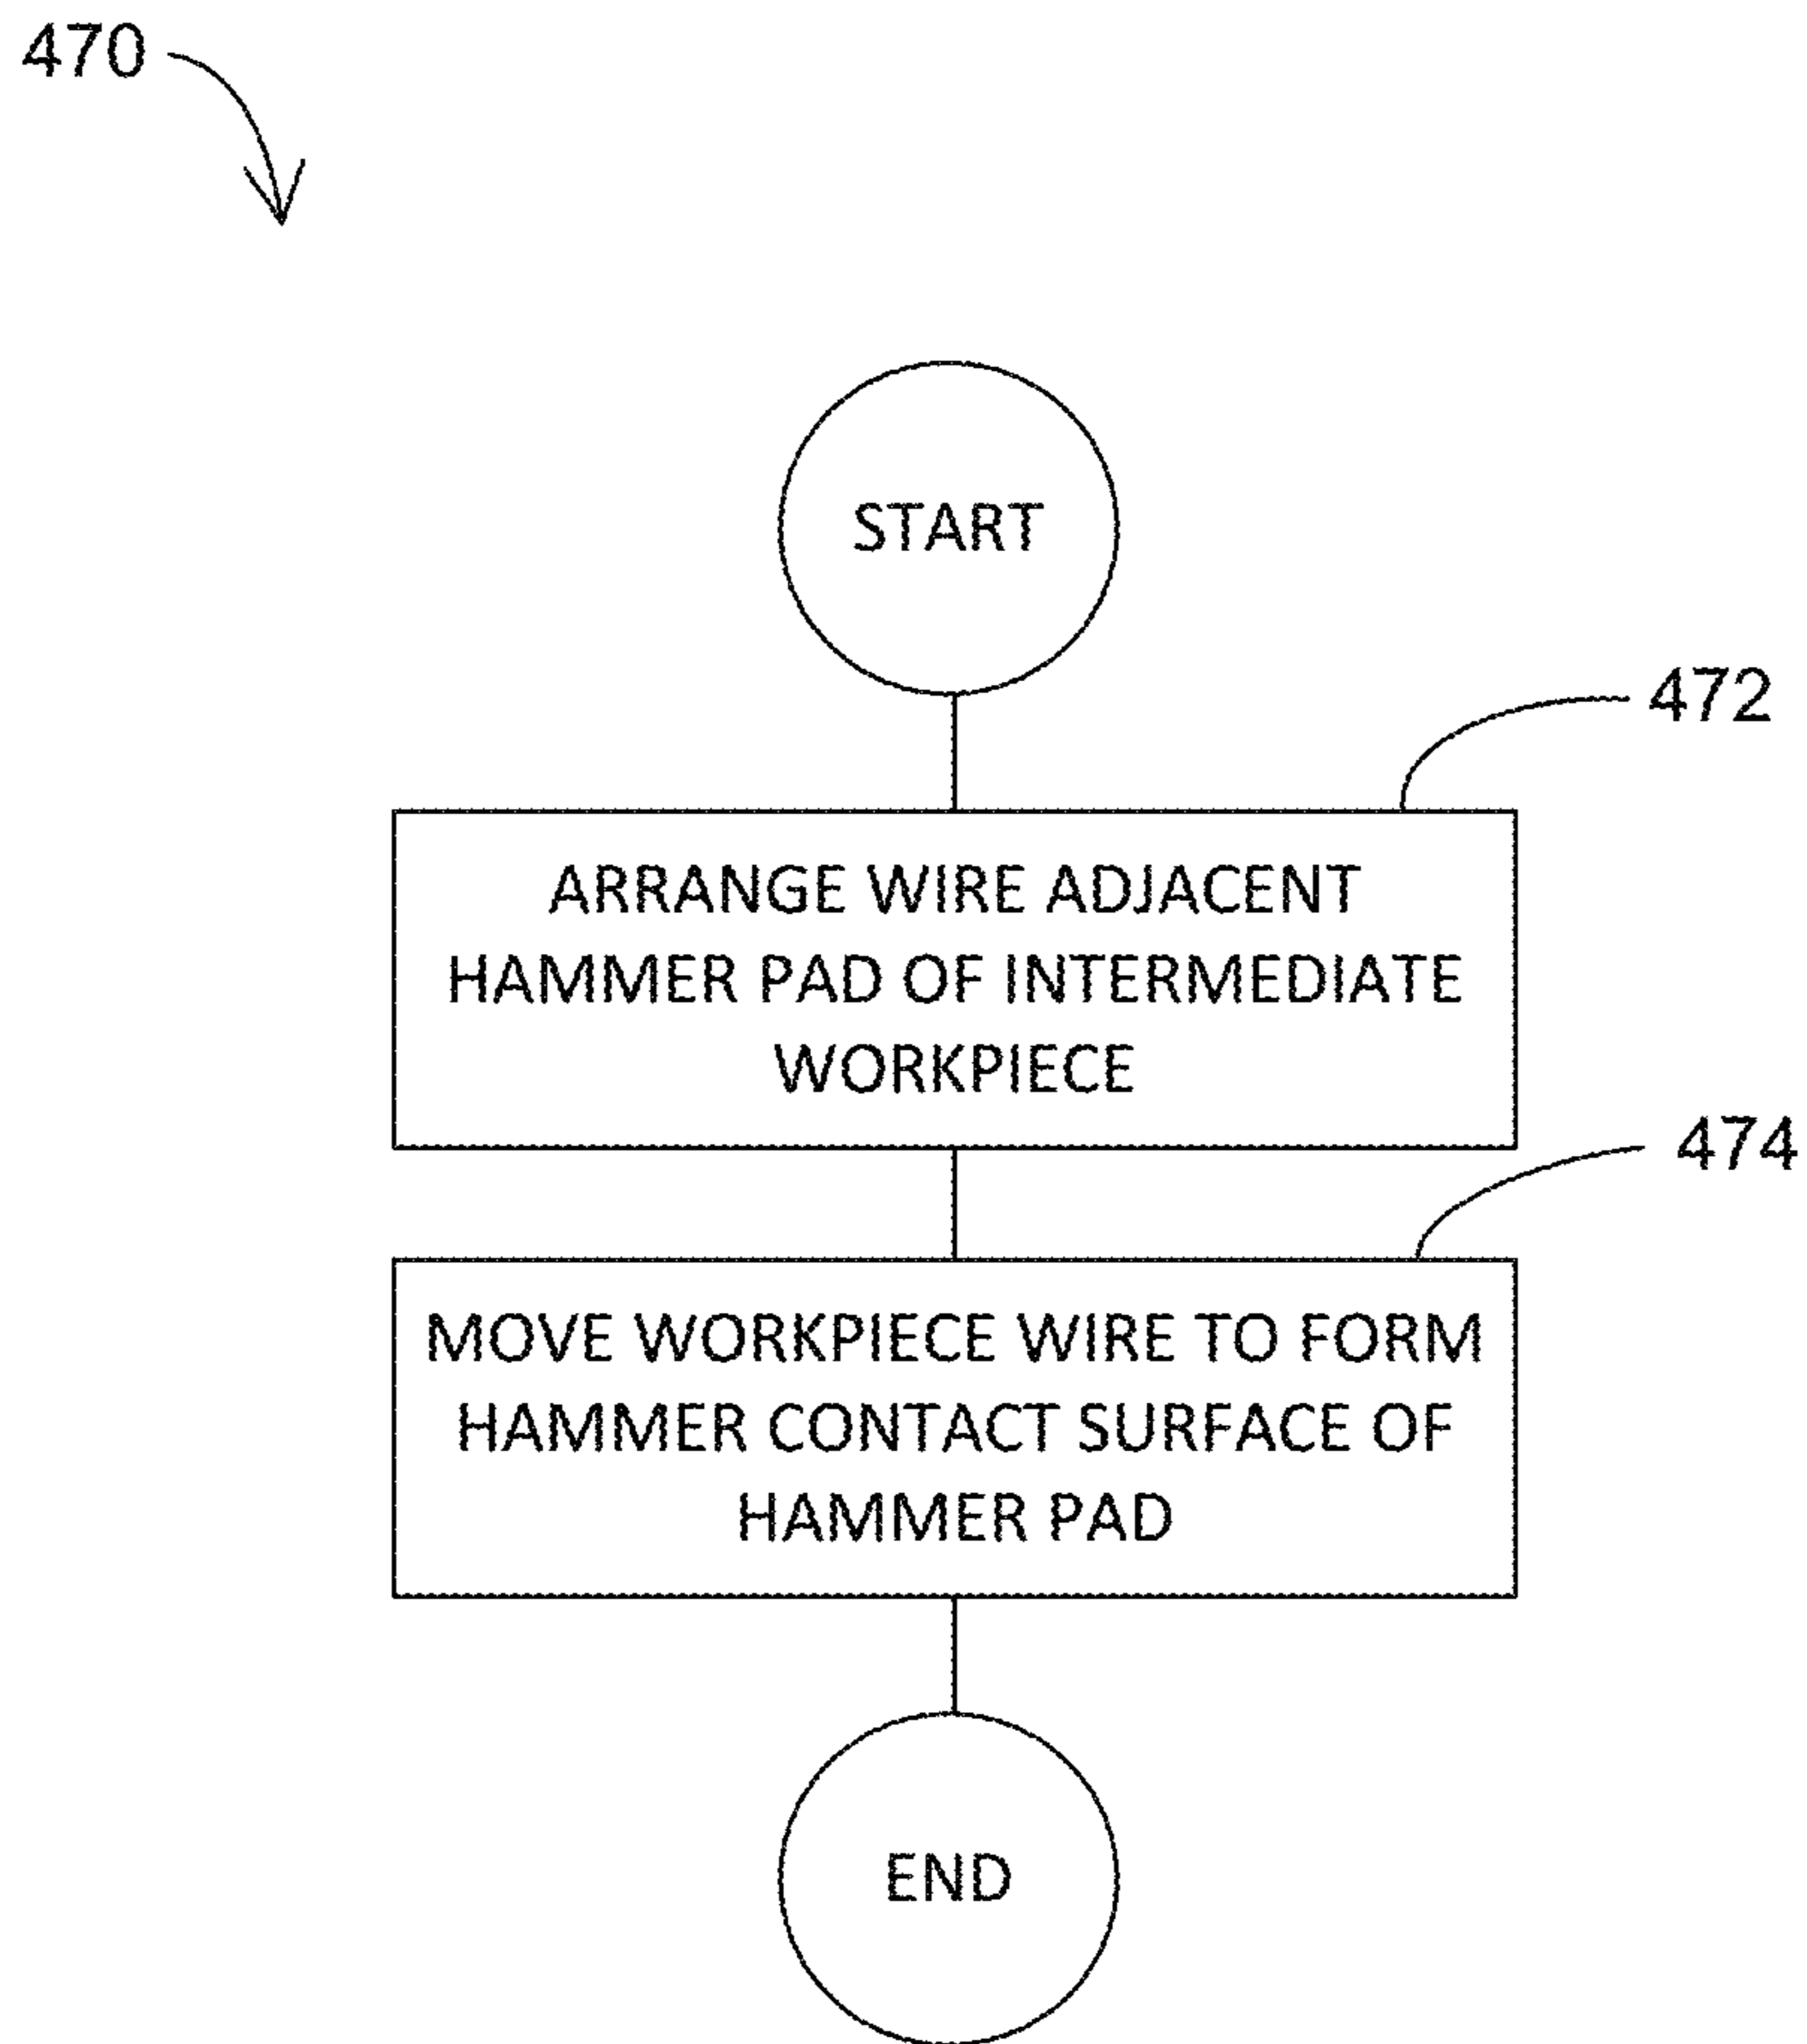 470
START
472
ARRANGE WIRE ADJACENT
HAMMER PAD OF INTERMEDIATE
WORKPIECE
474
MOVE WORKPIECE WIRE TO FORM
HAMMER CONTACT SURFACE OF
HAMMER PAD
END